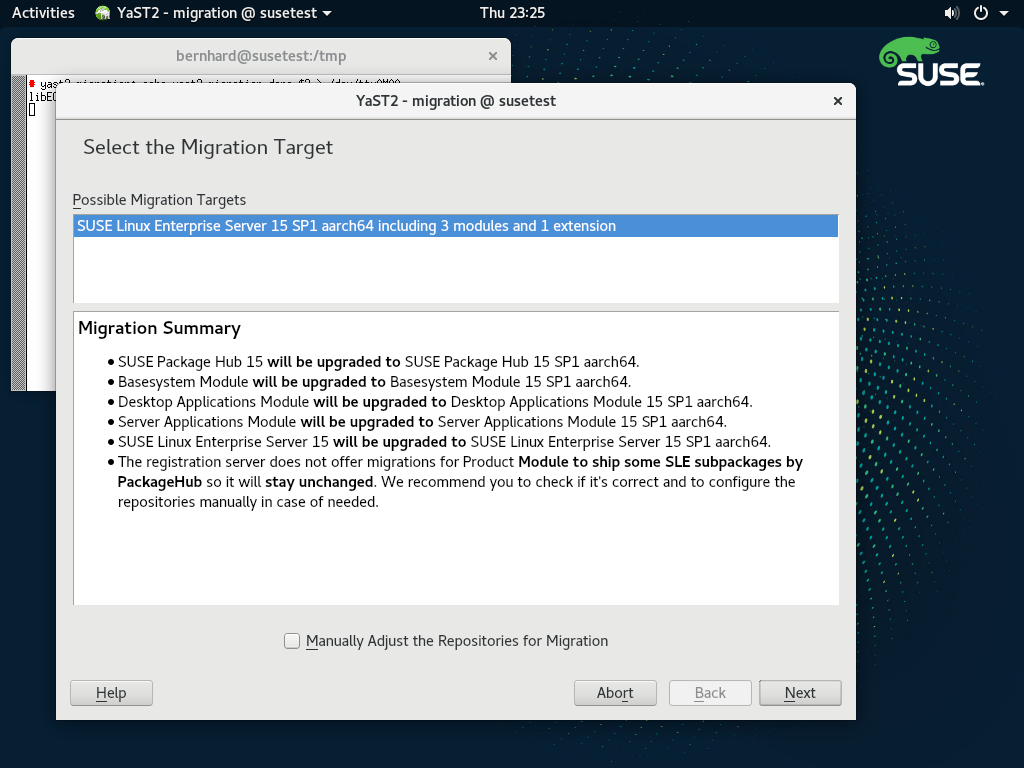 Activities YaST2 - migration @ susetest Thu 23:25
bernhard@susetest:/tmp
SUSE
YaST2 - migration @ susetest
Select the Migration Target
Possible Migration Targets
SUSE Linux Enterprise Server 15 SP1 aarch64 including 3 modules and 1 extension
Migration Summary
• SUSE Package Hub 15 will be upgraded to SUSE Package Hub 15 SP1 aarch64.
• Basesystem Module will be upgraded to Basesystem Module 15 SP1 aarch64.
• Desktop Applications Module will be upgraded to Desktop Applications Module 15 SP1 aarch64.
• Server Applications Module will be upgraded to Server Applications Module 15 SP1 aarch64.
• SUSE Linux Enterprise Server 15 will be upgraded to SUSE Linux Enterprise Server 15 SP1 aarch64.
• The registration server does not offer migrations for Product Module to ship some SLE subpackages by
PackageHub so it will stay unchanged. We recommend you to check if it's correct and to configure the
repositories manually in case of needed.
Manually Adjust the Repositories for Migration
Help Abort Back Next